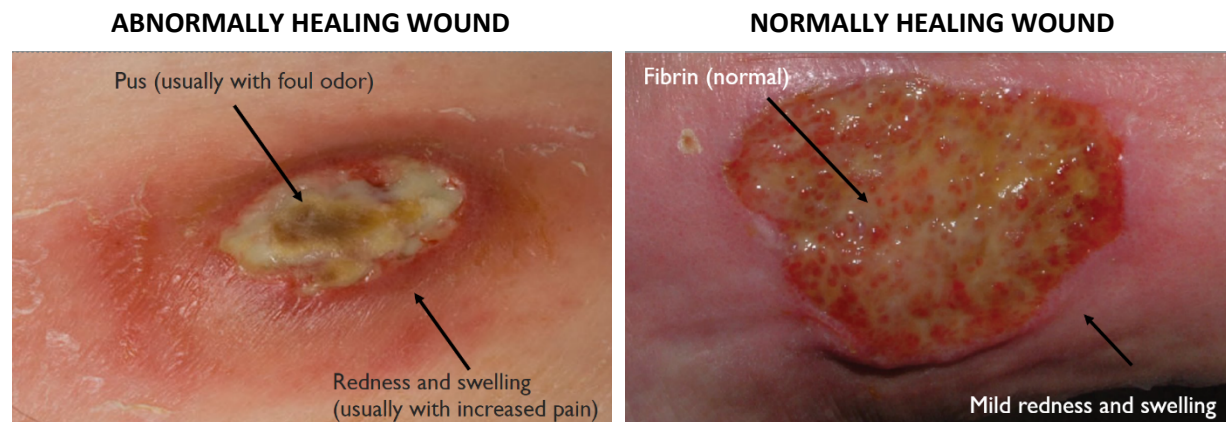 ABNORMALLY HEALING WOUND
NORMALLY HEALING WOUND
Pus (usually with foul odor)
Redness and swelling
(usually with increased pain)
Fibrin (normal)
Mild redness and swelling